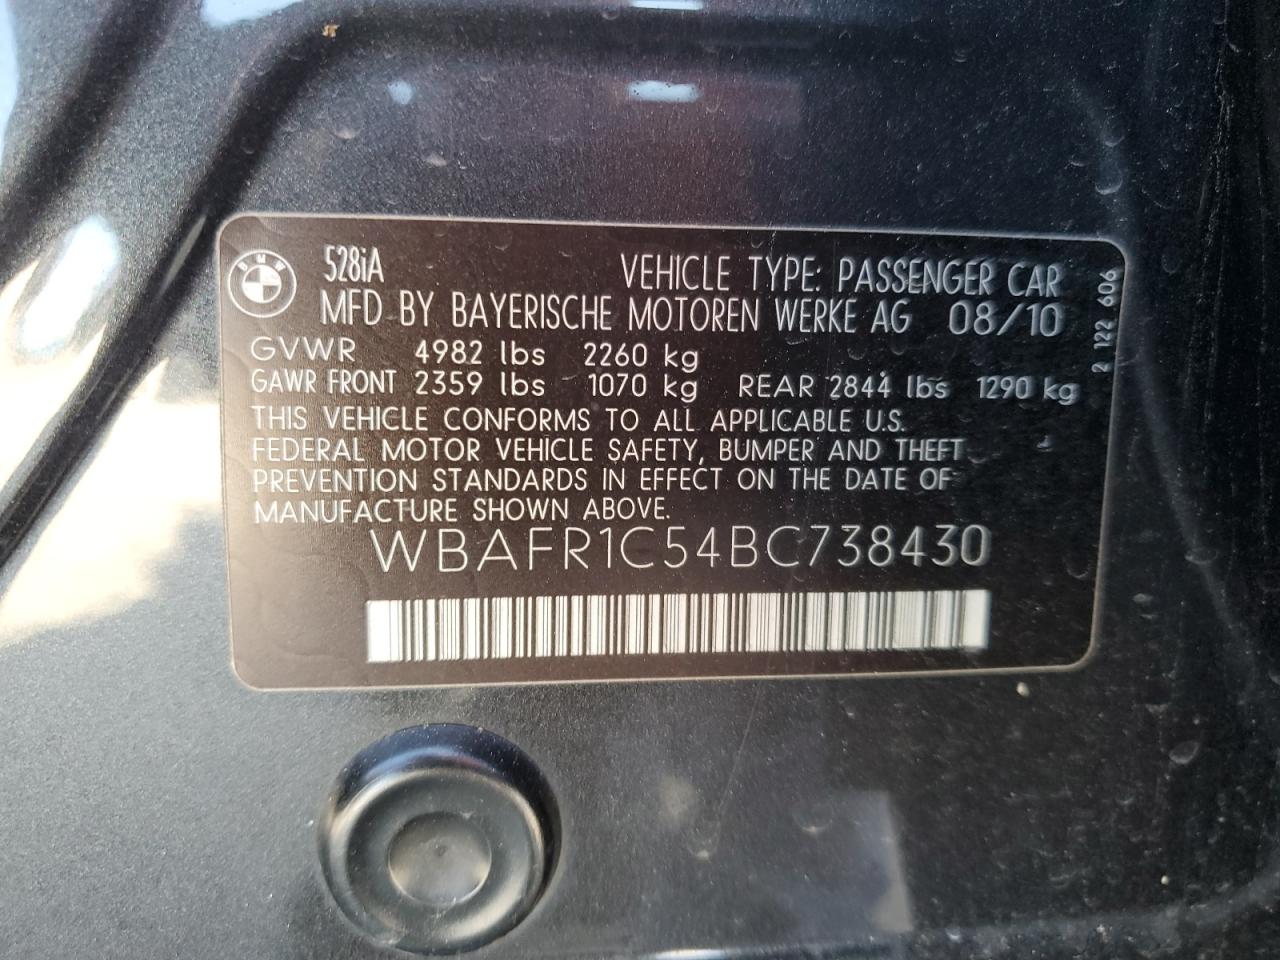 BMW
528iA VEHICLE TYPE: PASSENGER CAR
MFD BY BAYERISCHE MOTOREN WERKE AG 08/10
GVWR 4982 lbs 2260 kg
GAWR FRONT 2359 lbs 1070 kg REAR 2844 lbs 1290 kg
THIS VEHICLE CONFORMS TO ALL APPLICABLE U.S.
FEDERAL MOTOR VEHICLE SAFETY, BUMPER AND THEFT
PREVENTION STANDARDS IN EFFECT ON THE DATE OF
MANUFACTURE SHOWN ABOVE.
WBAFR1C54BC738430
2 122 606